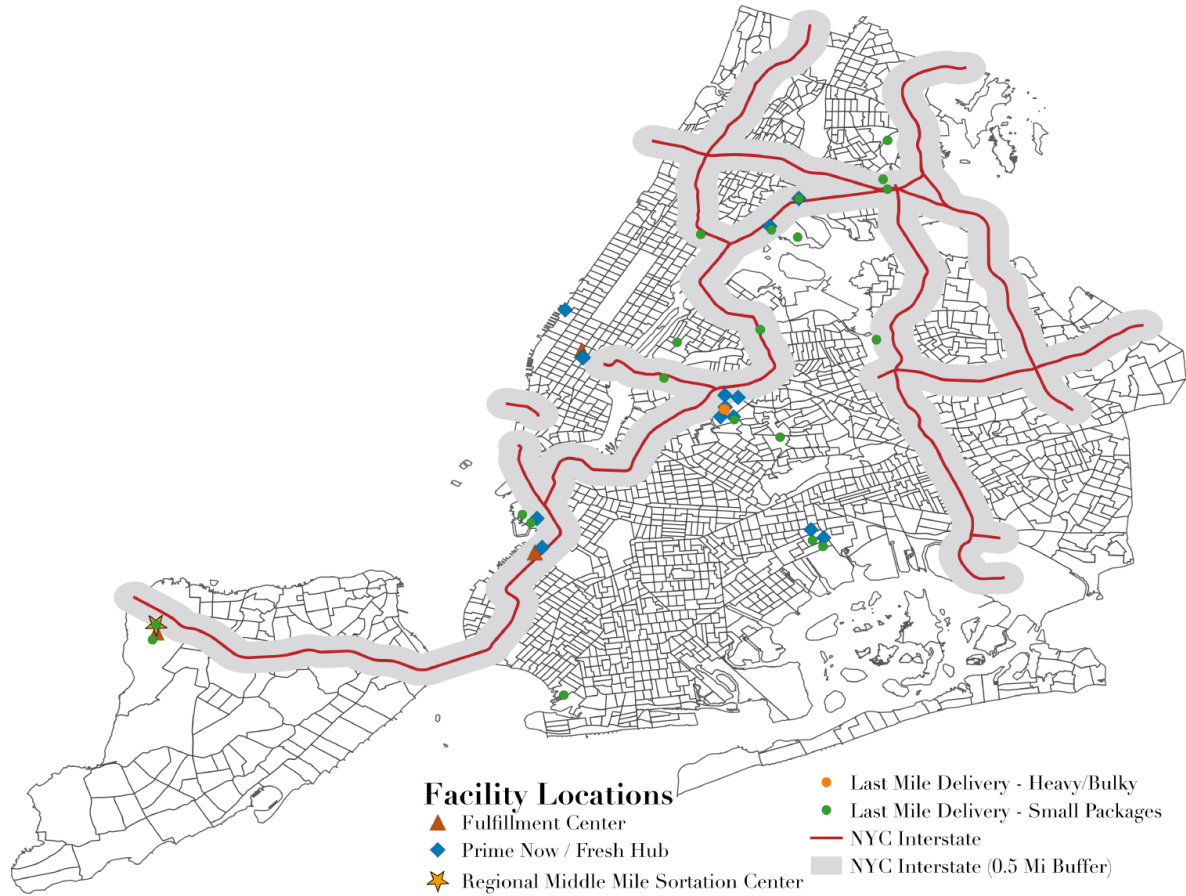 Facility Locations
Fulfillment Center
Prime Now / Fresh Hub
Regional Middle Mile Sortation Center
Last Mile Delivery - Heavy/Bulky
Last Mile Delivery - Small Packages
NYC Interstate
NYC Interstate (0.5 Mi Buffer)